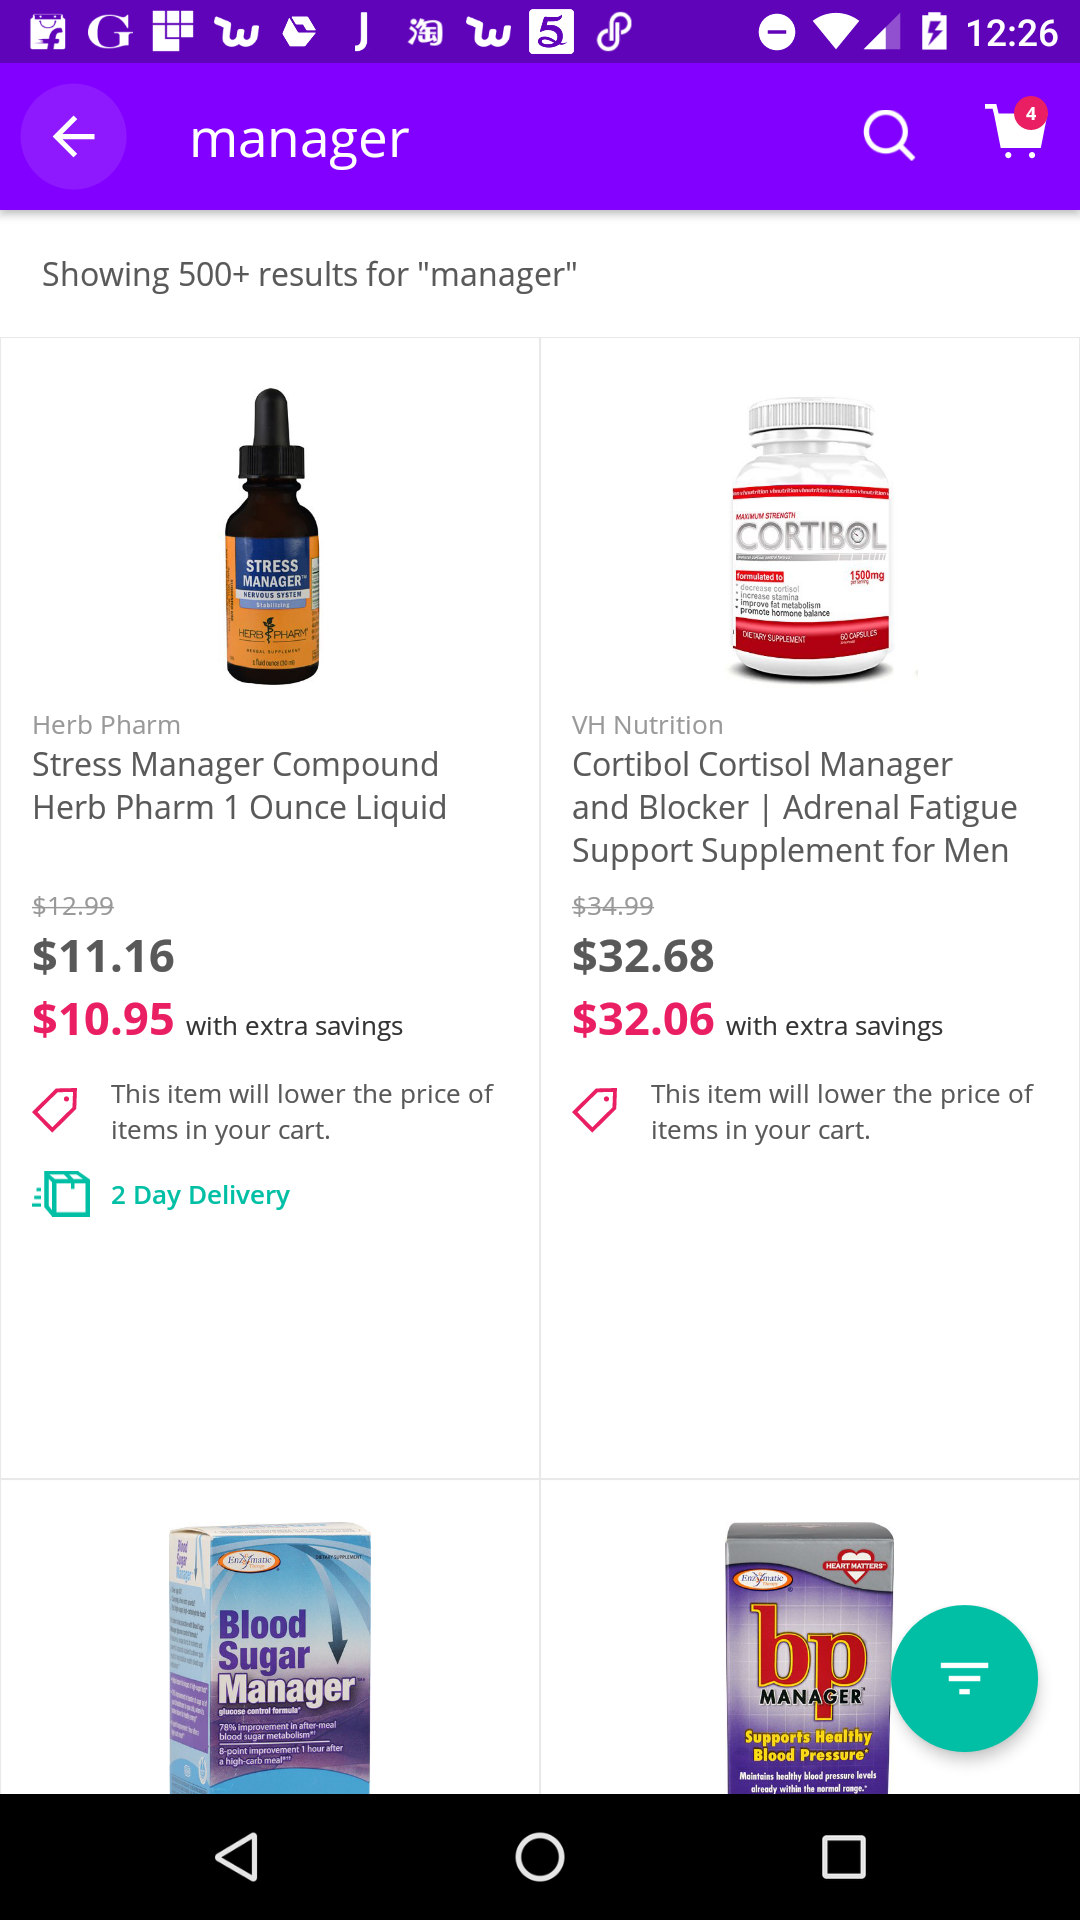 12:26
manager
4
Showing 500+ results for "manager"
STRESS
MANAGER
NERVOUS SYSTEM
Stabilizing
HERB PHARM
HERBAL SUPPLEMENT
Herb Pharm
Stress Manager Compound
Herb Pharm 1 Ounce Liquid
$12.99
$11.16
$10.95 with extra savings
This item will lower the price of
items in your cart.
2 Day Delivery
MAXIMUM STRENGTH
CORTIBOL
formulated to
1500mg
decrease cortisol
increase stamina
improve fat metabolism
promote hormone balance
DIETARY SUPPLEMENT
60 CAPSULES
VH Nutrition
Cortibol Cortisol Manager
and Blocker | Adrenal Fatigue
Support Supplement for Men
$34.99
$32.68
$32.06 with extra savings
This item will lower the price of
items in your cart.
Enzymatic
DIETARY SUPPLEMENT
Blood
Sugar
Manager
glucose control formula*
78% improvement in after-meal
blood sugar metabolism*
8-point improvement 1 hour after
a high-carb meal*
HEART MATTERS
Enzymatic
bp
MANAGER
Supports Healthy
Blood Pressure*
Maintains healthy blood pressure levels
already within the normal range.*